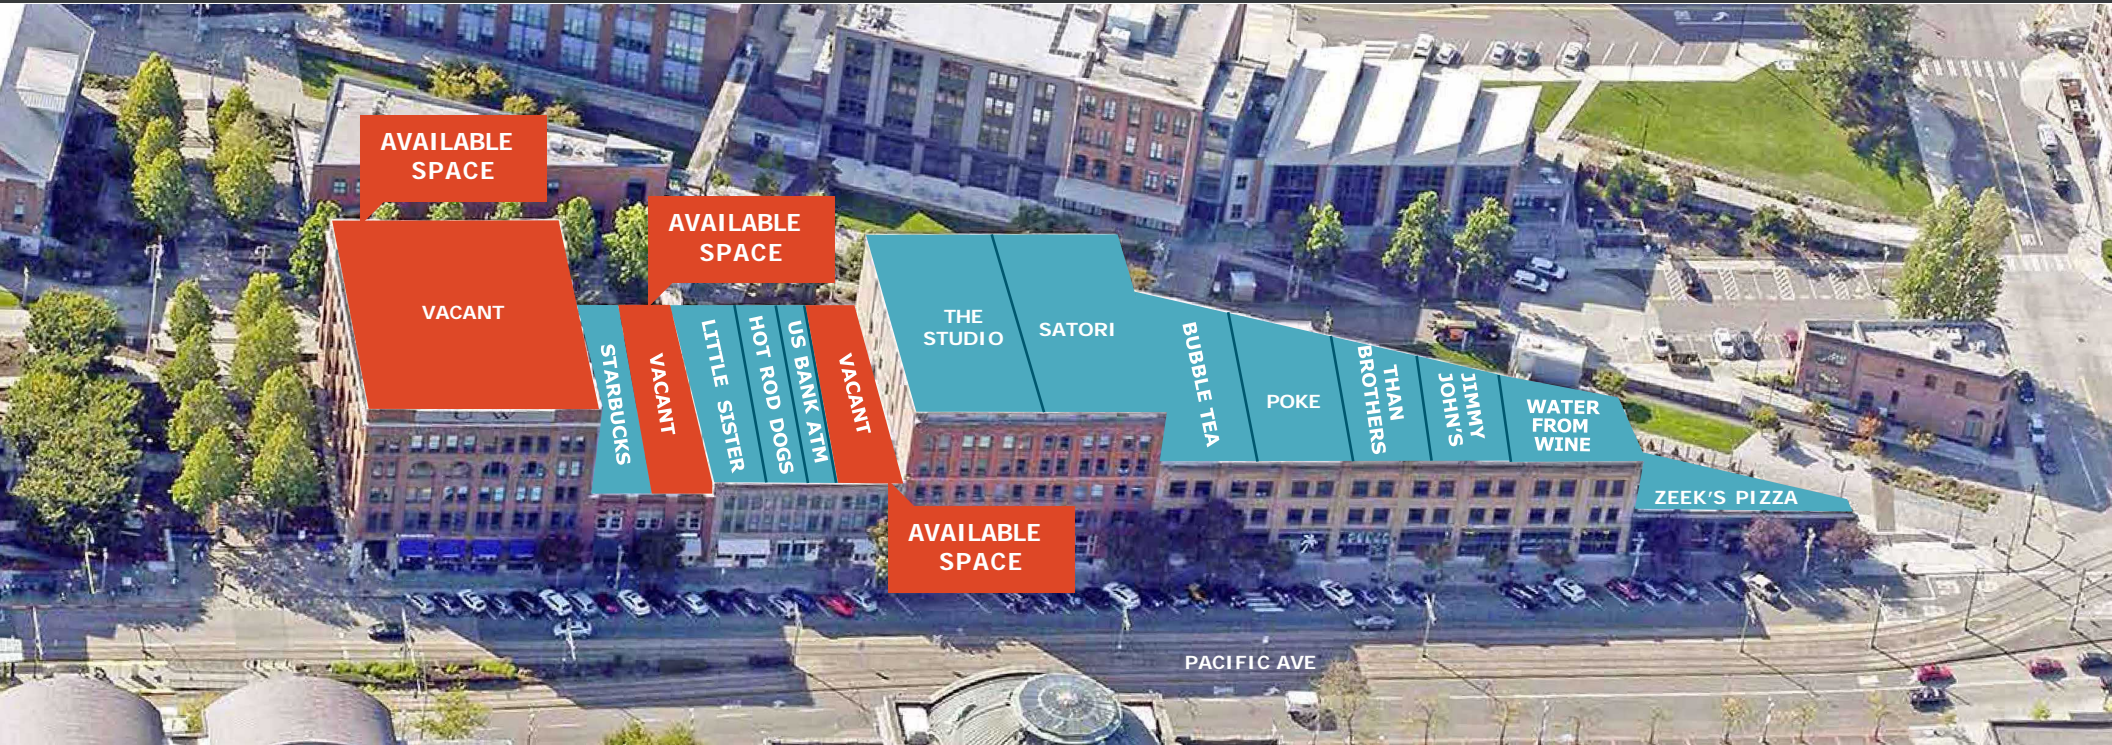 AVAILABLE
SPACE
AVAILABLE
SPACE
VACANT
STARBUCKS
VACANT
LITTLE SISTER
HOT ROD DOGS
US BANK ATM
VACANT
THE
STUDIO
SATORI
BUBBLE TEA
POKE
THAN
BROTHERS
JIMMY
JOHN'S
WATER
FROM
WINE
ZEEK'S PIZZA
AVAILABLE
SPACE
PACIFIC AVE